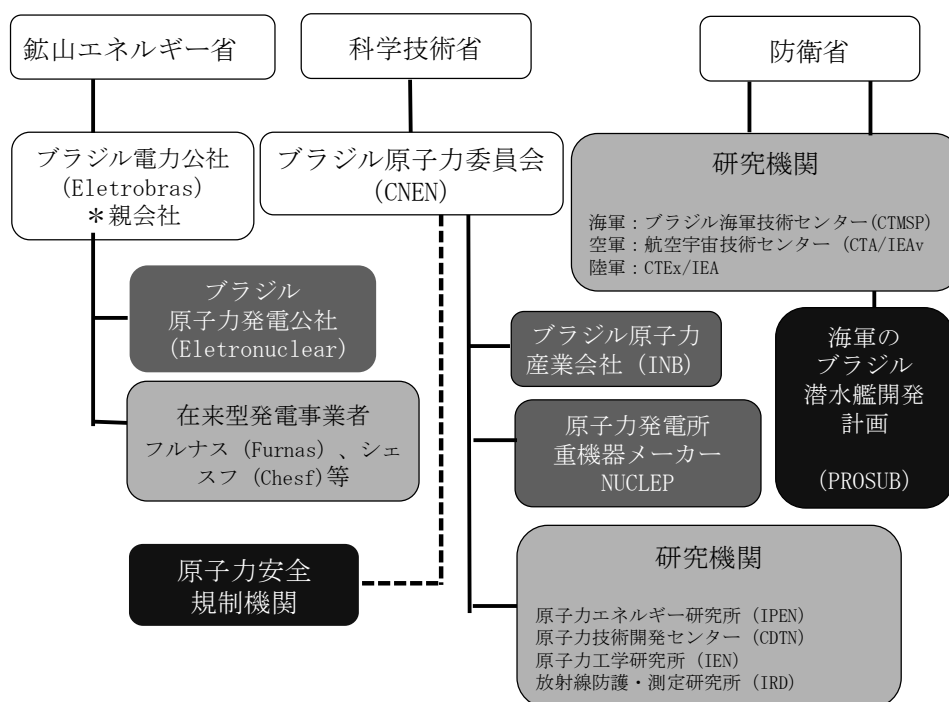 鉱山エネルギー省
科学技術省
防衛省
ブラジル電力公社
(Eletrobras)
＊親会社
ブラジル原子力委員会
(CNEN)
研究機関
海軍：ブラジル海軍技術センター(CTMSP)
空軍：航空宇宙技術センター (CTA/IEAv
陸軍：CTEx/IEA
ブラジル
原子力発電公社
(Eletronuclear)
在来型発電事業者
フルナス (Furnas) 、シェ
スフ (Chesf)等
原子力安全
規制機関
ブラジル原子力
産業会社 (INB)
原子力発電所
重機器メーカー
NUCLEP
研究機関
原子力エネルギー研究所 (IPEN)
原子力技術開発センター (CDTN)
原子力工学研究所 (IEN)
放射線防護・測定研究所 (IRD)
海軍の
ブラジル
潜水艦開発
計画
(PROSUB)